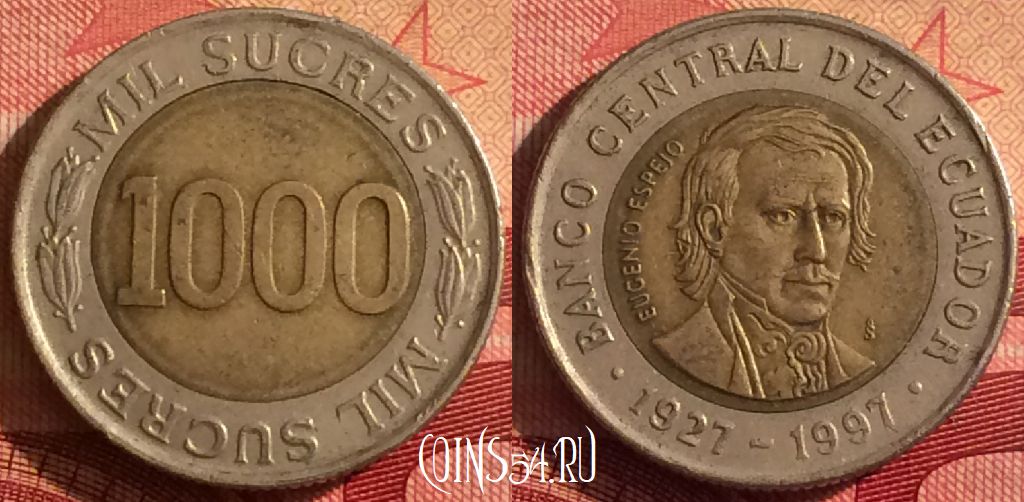 MIL SUCRES
1000
MIL SUCRES
BANCO CENTRAL DEL ECUADOR
EUGENIO ESPEJO
S
1927 - 1997
COINS54.RU